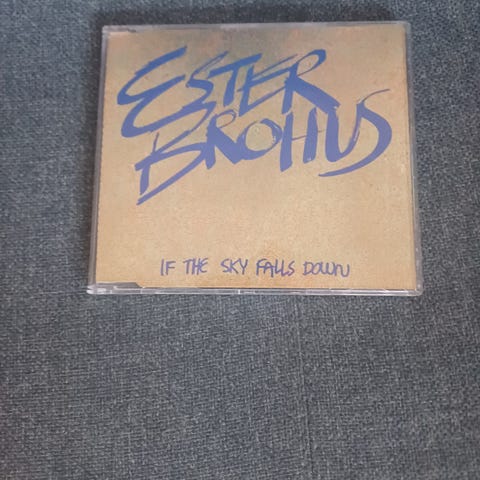 ESTER
BROHUS
IF THE SKY FALLS DOWN